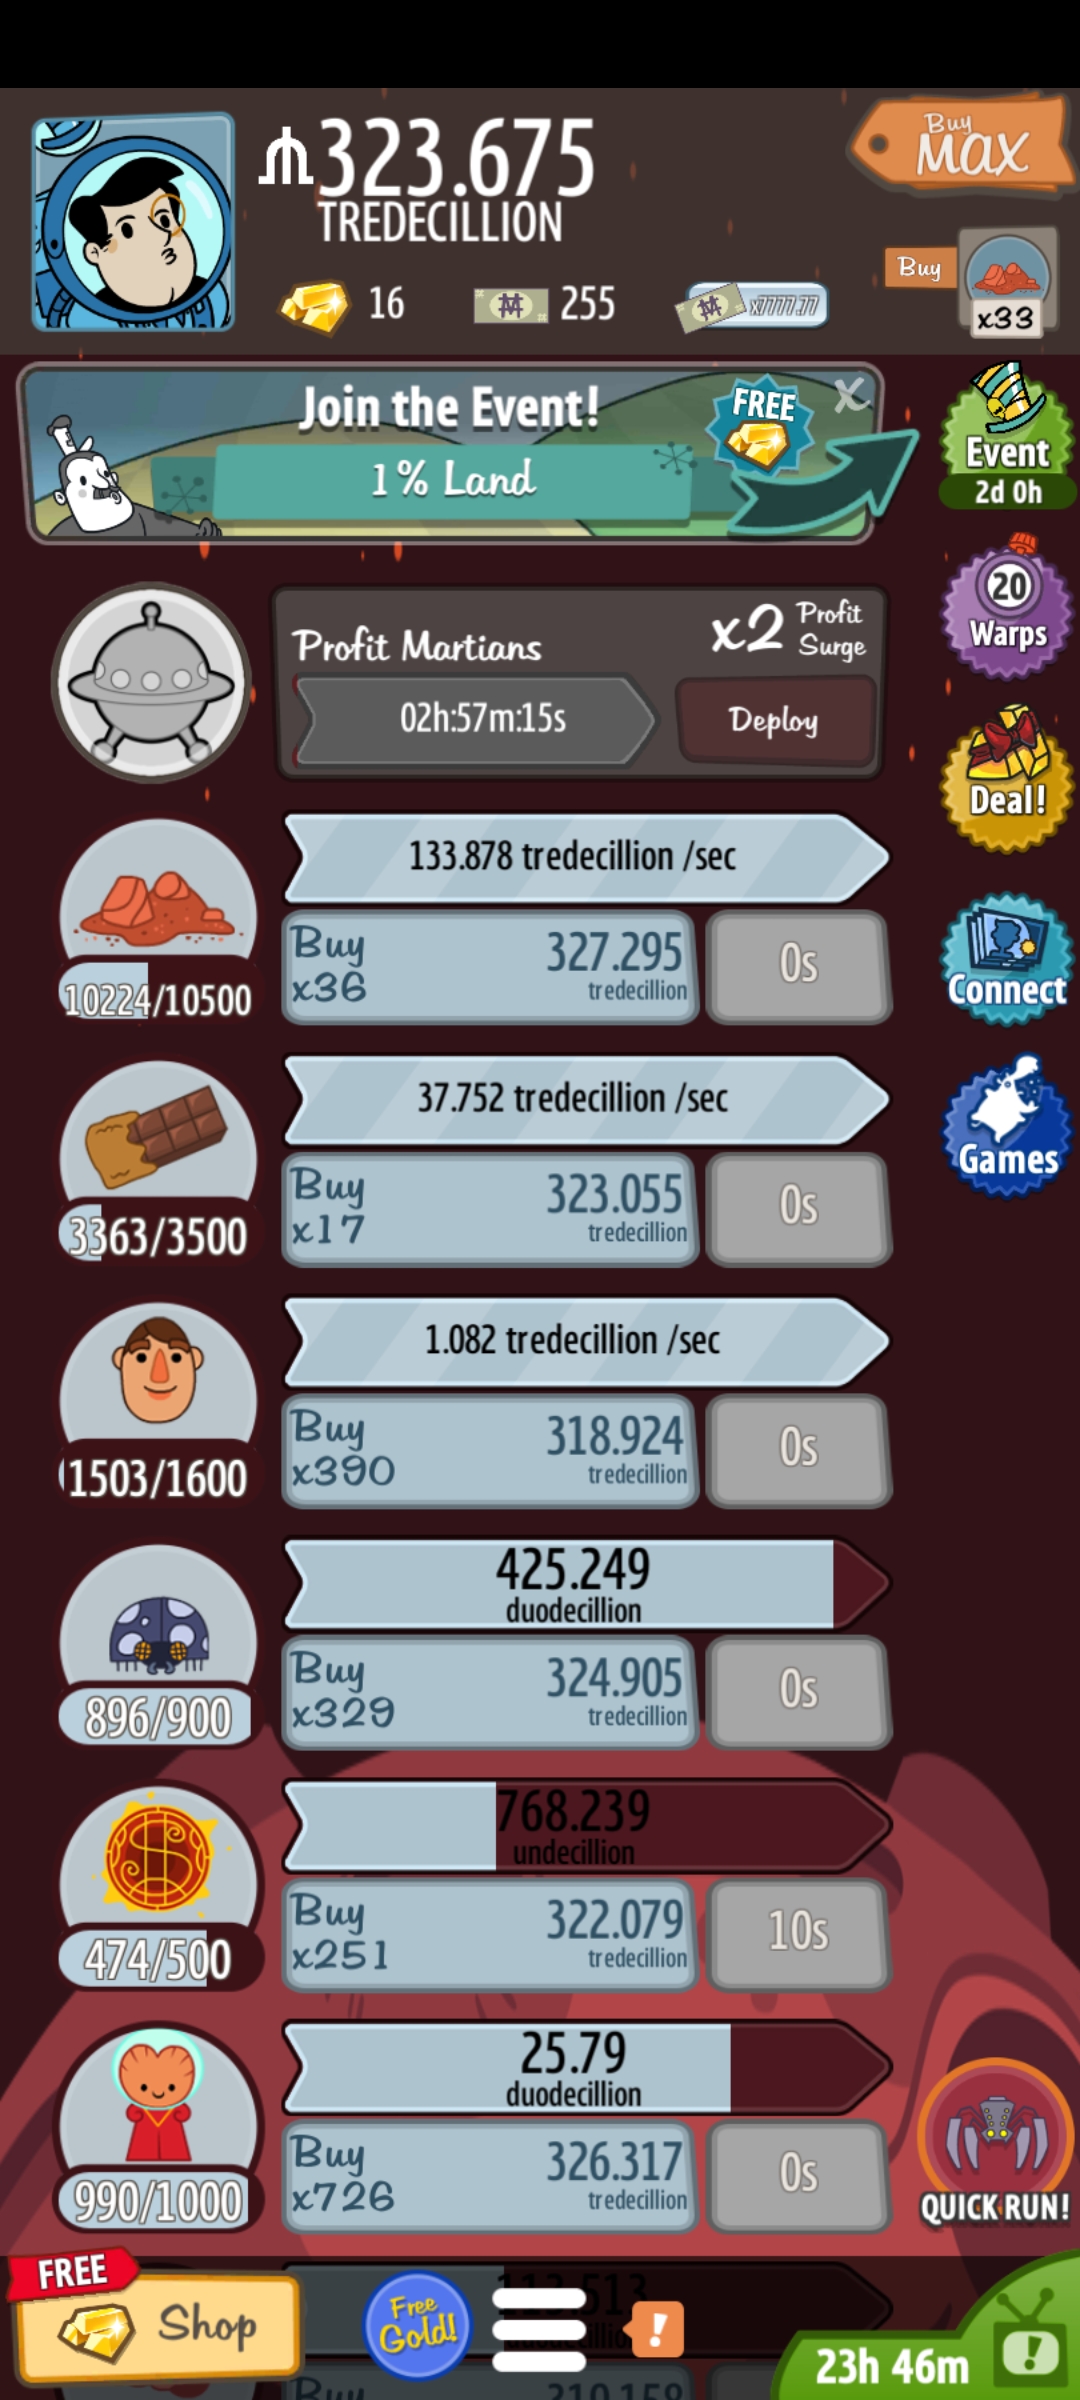 323.675
TREDECILLION
Buy
MAX
16
255
x7777.77
Buy
x33
Join the Event!
1% Land
FREE
X
Event
2d 0h
20
Warps
Deal!
Connect
Games
Profit Martians
x2 Profit Surge
02h:57m:15s
Deploy
133.878 tredecillion /sec
10224/10500
Buy
x36
327.295
tredecillion
0s
37.752 tredecillion /sec
3363/3500
Buy
x17
323.055
tredecillion
0s
1.082 tredecillion /sec
1503/1600
Buy
x390
318.924
tredecillion
0s
425.249
duodecillion
896/900
Buy
x329
324.905
tredecillion
0s
768.239
undecillion
474/500
Buy
x251
322.079
tredecillion
10s
25.79
duodecillion
990/1000
Buy
x726
326.317
tredecillion
0s
QUICK RUN!
FREE
Shop
Free
Gold!
!
23h 46m
!
Buy